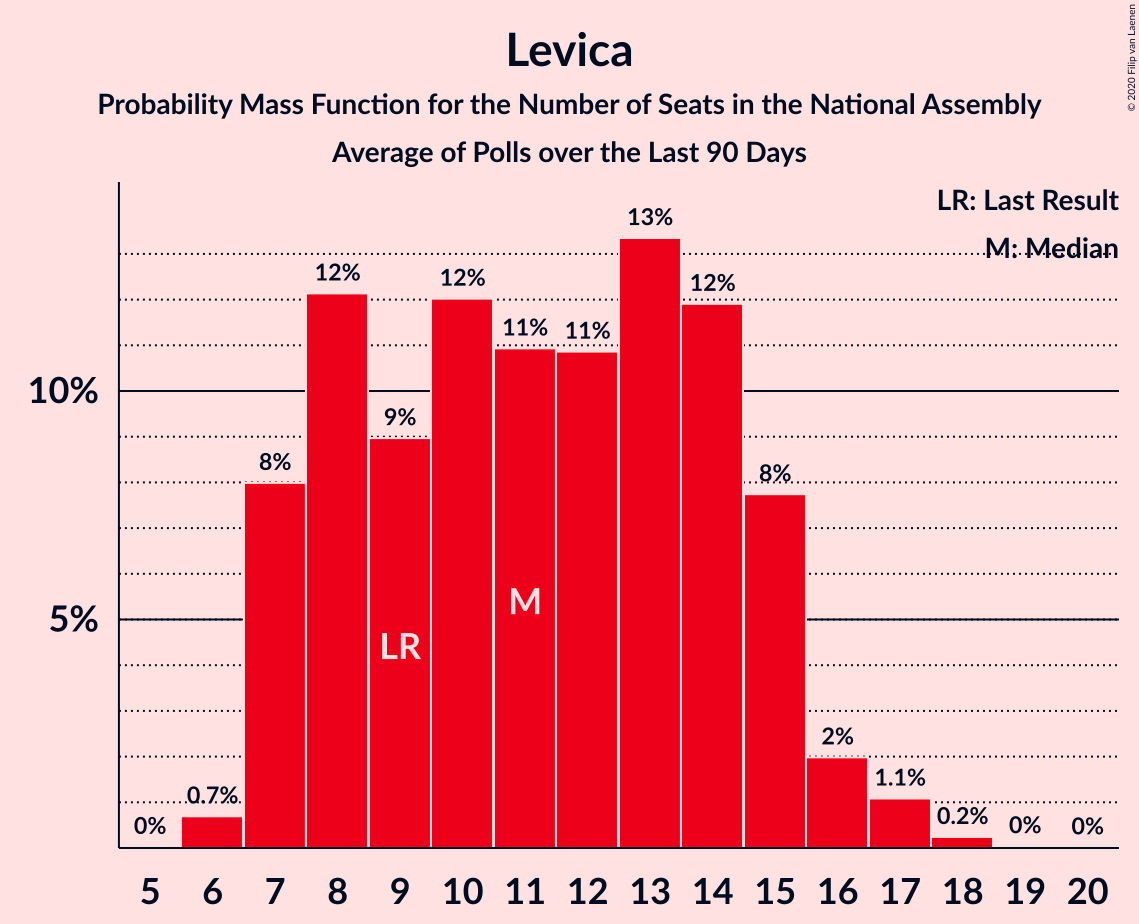 Levica
Probability Mass Function for the Number of Seats in the National Assembly
Average of Polls over the Last 90 Days
© 2020 Filip van Laenen
LR: Last Result
M: Median
13%
12%
12%
12%
11%
11%
10%
9%
8%
8%
5%
M
LR
2%
1.1%
0.7%
0.2%
0%
0%
0%
5 6 7 8 9 10 11 12 13 14 15 16 17 18 19 20